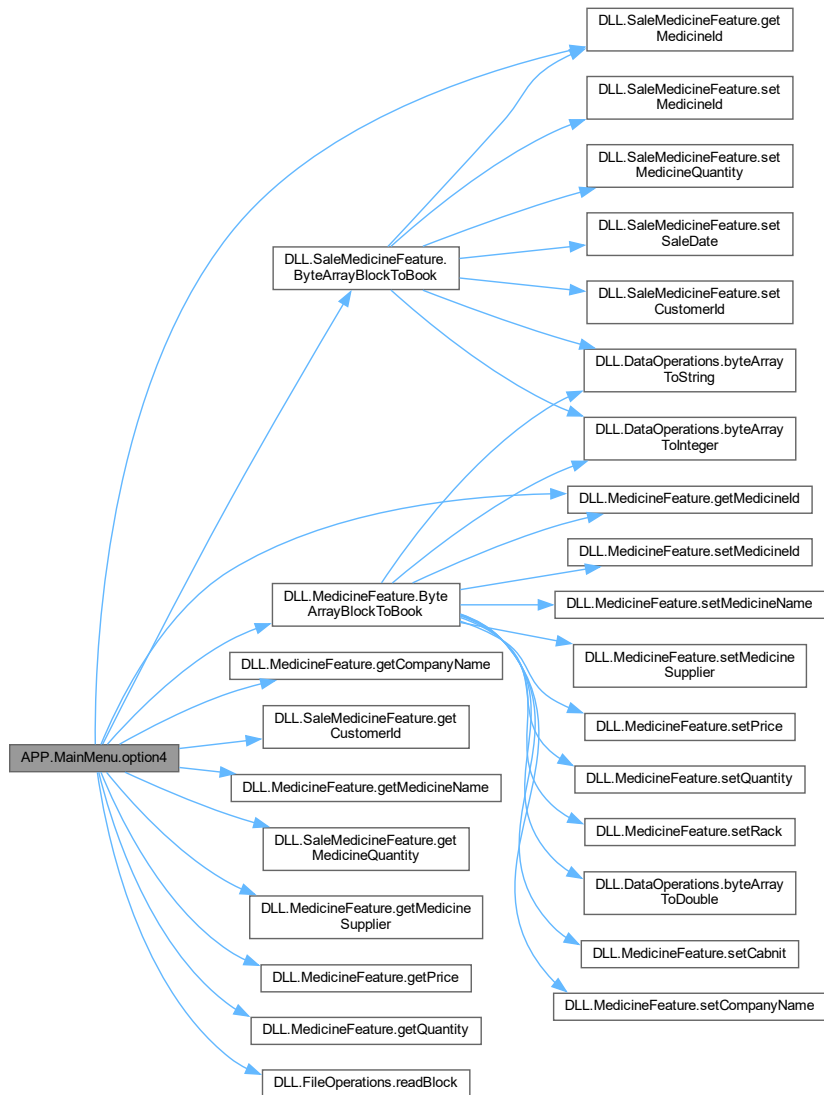 APP.MainMenu.option4
DLL.SaleMedicineFeature.
ByteArrayBlockToBook
DLL.MedicineFeature.Byte
ArrayBlockToBook
DLL.MedicineFeature.getCompanyName
DLL.SaleMedicineFeature.get
CustomerId
DLL.MedicineFeature.getMedicineName
DLL.SaleMedicineFeature.get
MedicineQuantity
DLL.MedicineFeature.getMedicine
Supplier
DLL.MedicineFeature.getPrice
DLL.MedicineFeature.getQuantity
DLL.FileOperations.readBlock
DLL.SaleMedicineFeature.get
MedicineId
DLL.SaleMedicineFeature.set
MedicineId
DLL.SaleMedicineFeature.set
MedicineQuantity
DLL.SaleMedicineFeature.set
SaleDate
DLL.SaleMedicineFeature.set
CustomerId
DLL.DataOperations.byteArray
ToString
DLL.DataOperations.byteArray
ToInteger
DLL.MedicineFeature.getMedicineId
DLL.MedicineFeature.setMedicineId
DLL.MedicineFeature.setMedicineName
DLL.MedicineFeature.setMedicine
Supplier
DLL.MedicineFeature.setPrice
DLL.MedicineFeature.setQuantity
DLL.MedicineFeature.setRack
DLL.DataOperations.byteArray
ToDouble
DLL.MedicineFeature.setCabnit
DLL.MedicineFeature.setCompanyName